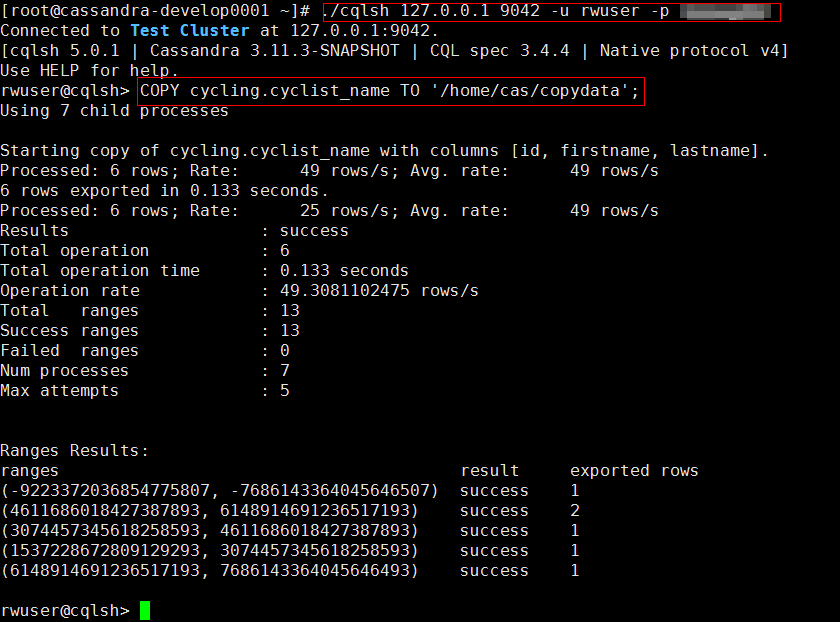 [root@cassandra-develop0001 ~]# ./cqlsh 127.0.0.1 9042 -u rwuser -p
Connected to Test Cluster at 127.0.0.1:9042.
[cqlsh 5.0.1 | Cassandra 3.11.3-SNAPSHOT | CQL spec 3.4.4 | Native protocol v4]
Use HELP for help.
rwuser@cqlsh> COPY cycling.cyclist_name TO '/home/cas/copydata';
Using 7 child processes
Starting copy of cycling.cyclist_name with columns [id, firstname, lastname].
Processed: 6 rows; Rate:      49 rows/s; Avg. rate:      49 rows/s
6 rows exported in 0.133 seconds.
Processed: 6 rows; Rate:      25 rows/s; Avg. rate:      49 rows/s
Results                   : success
Total operation           : 6
Total operation time      : 0.133 seconds
Operation rate            : 49.3081102475 rows/s
Total   ranges            : 13
Success ranges            : 13
Failed  ranges            : 0
Num processes             : 7
Max attempts              : 5
Ranges Results:
ranges                                        result     exported rows
(-9223372036854775807, -7686143364045646507)  success    1
(4611686018427387893, 6148914691236517193)    success    2
(3074457345618258593, 4611686018427387893)    success    1
(1537228672809129293, 3074457345618258593)    success    1
(6148914691236517193, 7686143364045646493)    success    1
rwuser@cqlsh>